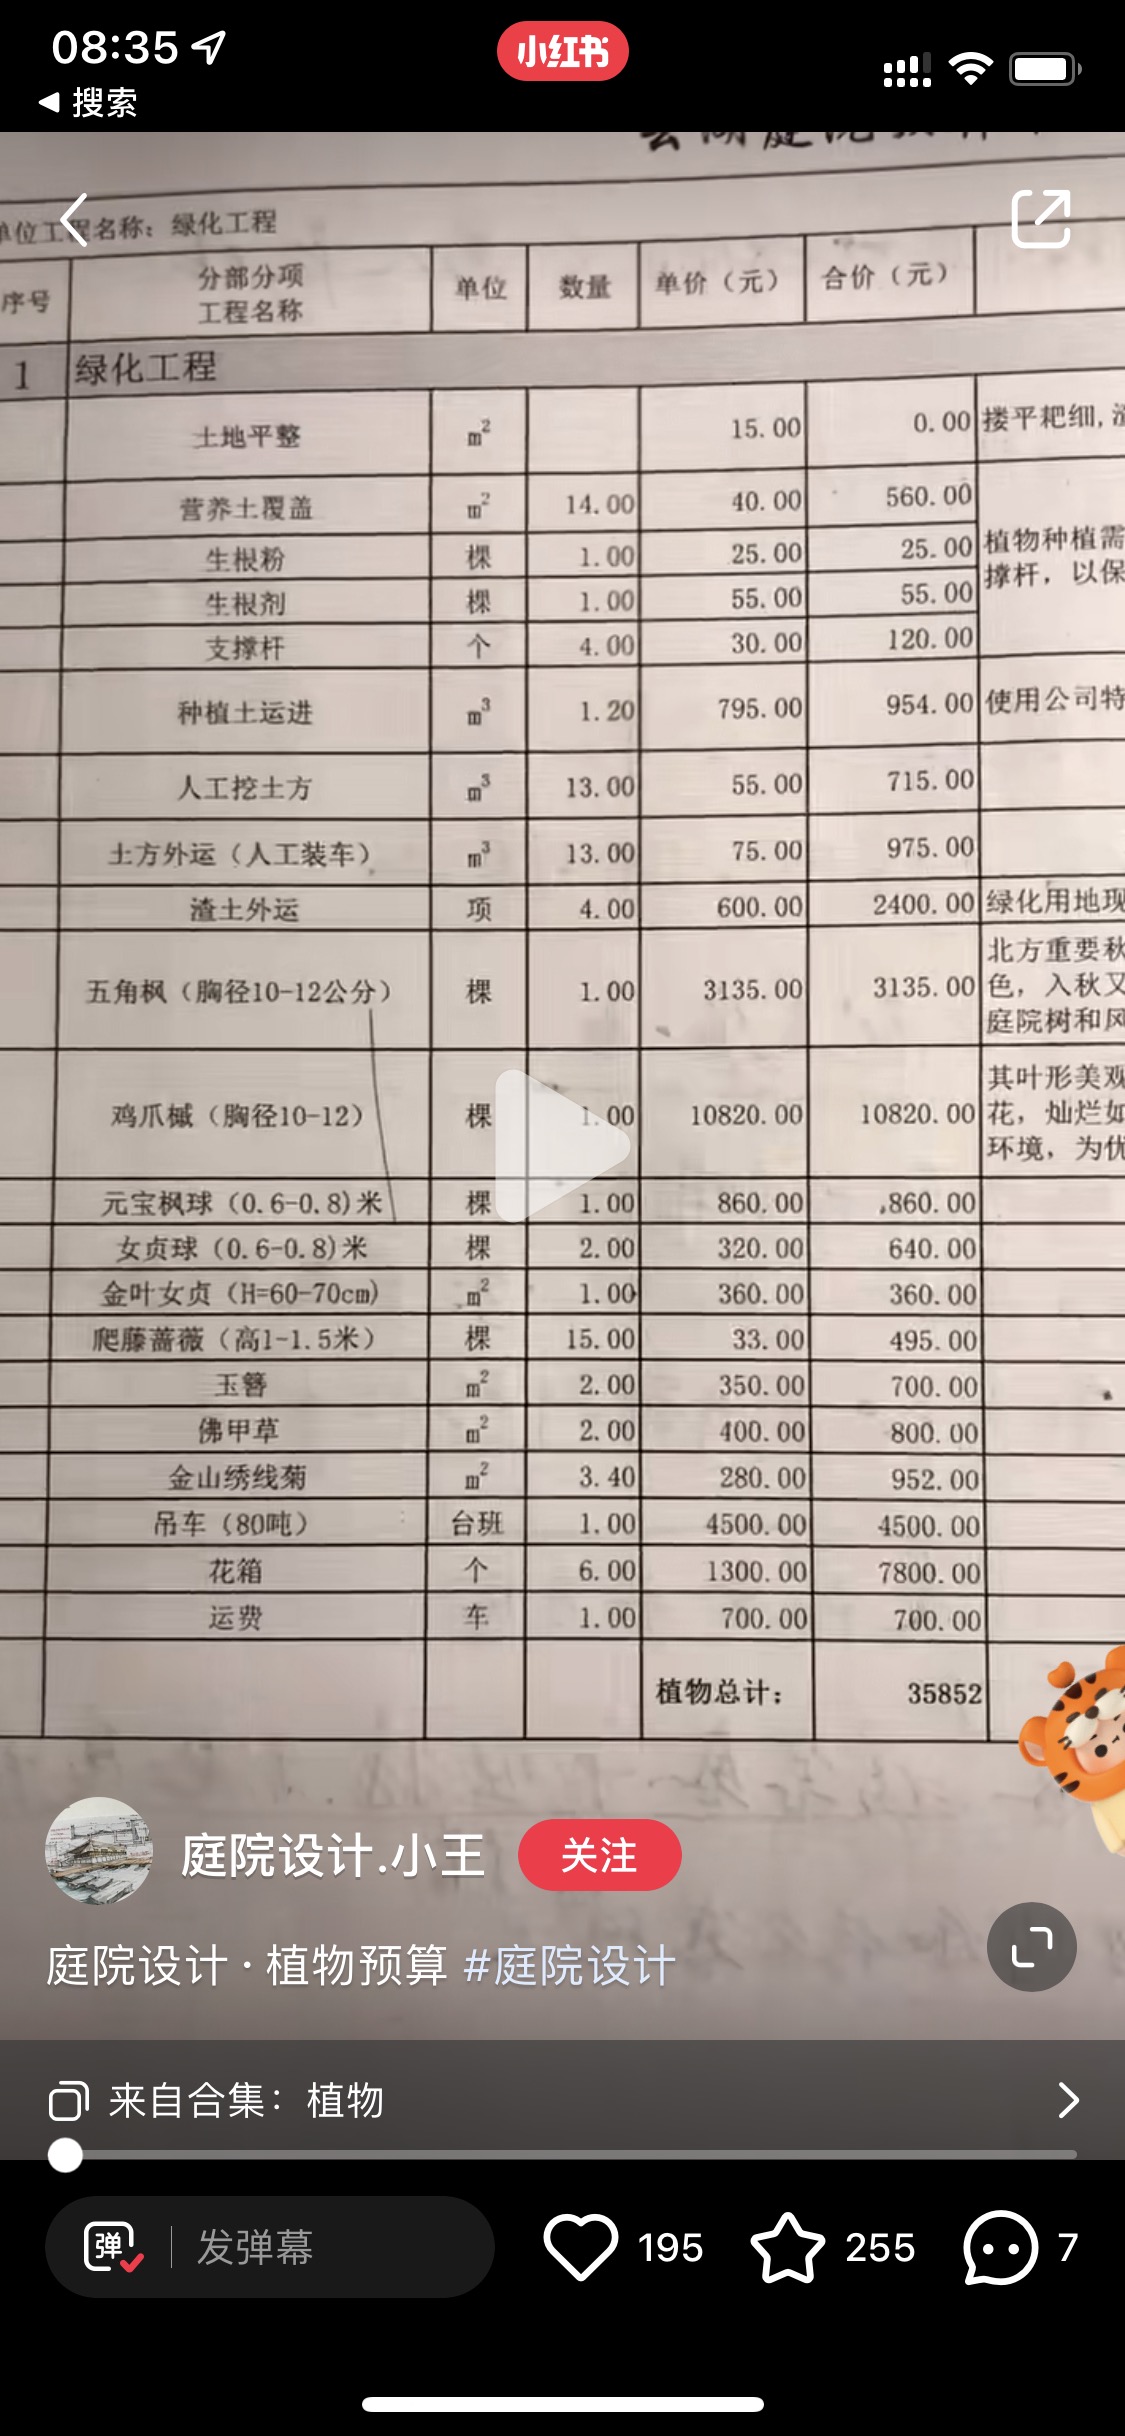 08:35
小红书
搜索
单位工程名称：绿化工程
序号 分部分项工程名称 单位 数量 单价（元） 合价（元）
1 绿化工程
土地平整 m² 15.00 0.00 搂平耙细,
营养土覆盖 m² 14.00 40.00 560.00
生根粉 棵 1.00 25.00 25.00 植物种植需
生根剂 棵 1.00 55.00 55.00 撑杆，以保
支撑杆 个 4.00 30.00 120.00
种植土运进 m³ 1.20 795.00 954.00 使用公司特
人工挖土方 m³ 13.00 55.00 715.00
土方外运（人工装车） m³ 13.00 75.00 975.00
渣土外运 项 4.00 600.00 2400.00 绿化用地现
五角枫（胸径10-12公分） 棵 1.00 3135.00 3135.00 北方重要秋
色，入秋又
庭院树和风
鸡爪槭（胸径10-12） 棵 1.00 10820.00 10820.00 其叶形美观
花，灿烂如
环境，为优
元宝枫球（0.6-0.8)米 棵 1.00 860.00 860.00
女贞球（0.6-0.8)米 棵 2.00 320.00 640.00
金叶女贞（H=60-70cm) m² 1.00 360.00 360.00
爬藤蔷薇（高1-1.5米） 棵 15.00 33.00 495.00
玉簪 m² 2.00 350.00 700.00
佛甲草 m² 2.00 400.00 800.00
金山绣线菊 m² 3.40 280.00 952.00
吊车（80吨） 台班 1.00 4500.00 4500.00
花箱 个 6.00 1300.00 7800.00
运费 车 1.00 700.00 700.00
植物总计： 35852
庭院设计.小王 关注
庭院设计 · 植物预算 #庭院设计
来自合集：植物
弹 发弹幕 195 255 7